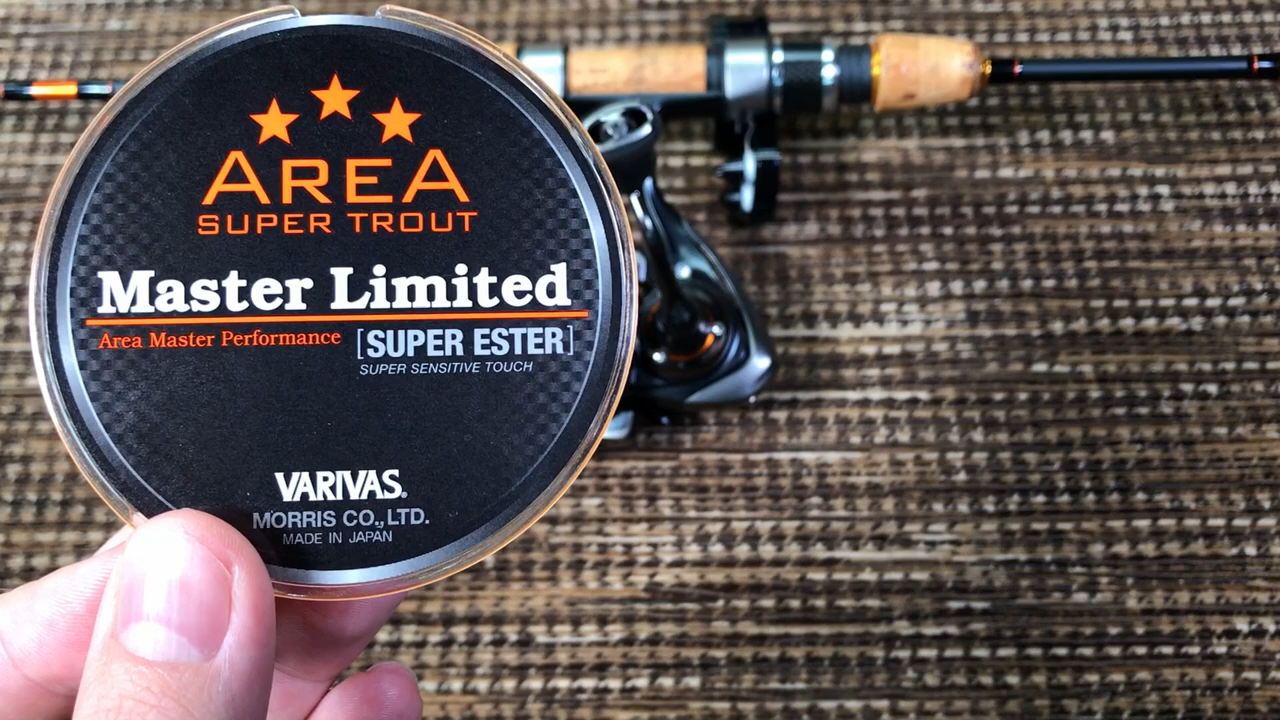 AREA
SUPER TROUT
Master Limited
Area Master Performance [SUPER ESTER]
SUPER SENSITIVE TOUCH
VARIVAS®
MORRIS CO., LTD.
MADE IN JAPAN